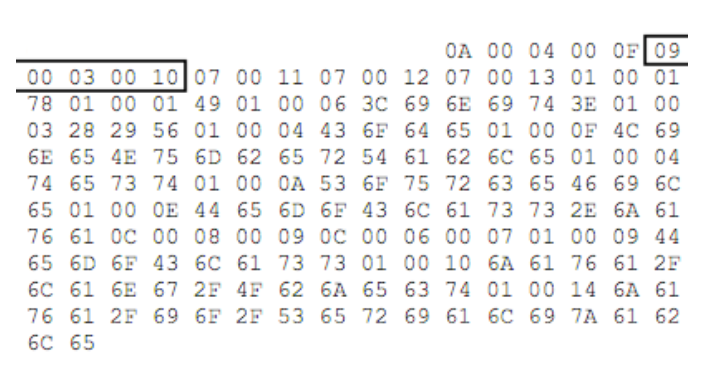 0A 00 04 00 0F 09
00 03 00 10 07 00 11 07 00 12 07 00 13 01 00 01
78 01 00 01 49 01 00 06 3C 69 6E 69 74 3E 01 00
03 28 29 56 01 00 04 43 6F 64 65 01 00 0F 4C 69
6E 65 4E 75 6D 62 65 72 54 61 62 6C 65 01 00 04
74 65 73 74 01 00 0A 53 6F 75 72 63 65 46 69 6C
65 01 00 0E 44 65 6D 6F 43 6C 61 73 73 2E 6A 61
76 61 0C 00 08 00 09 0C 00 06 00 07 01 00 09 44
65 6D 6F 43 6C 61 73 73 01 00 10 6A 61 76 61 2F
6C 61 6E 67 2F 4F 62 6A 65 63 74 01 00 14 6A 61
76 61 2F 69 6F 2F 53 65 72 69 61 6C 69 7A 61 62
6C 65